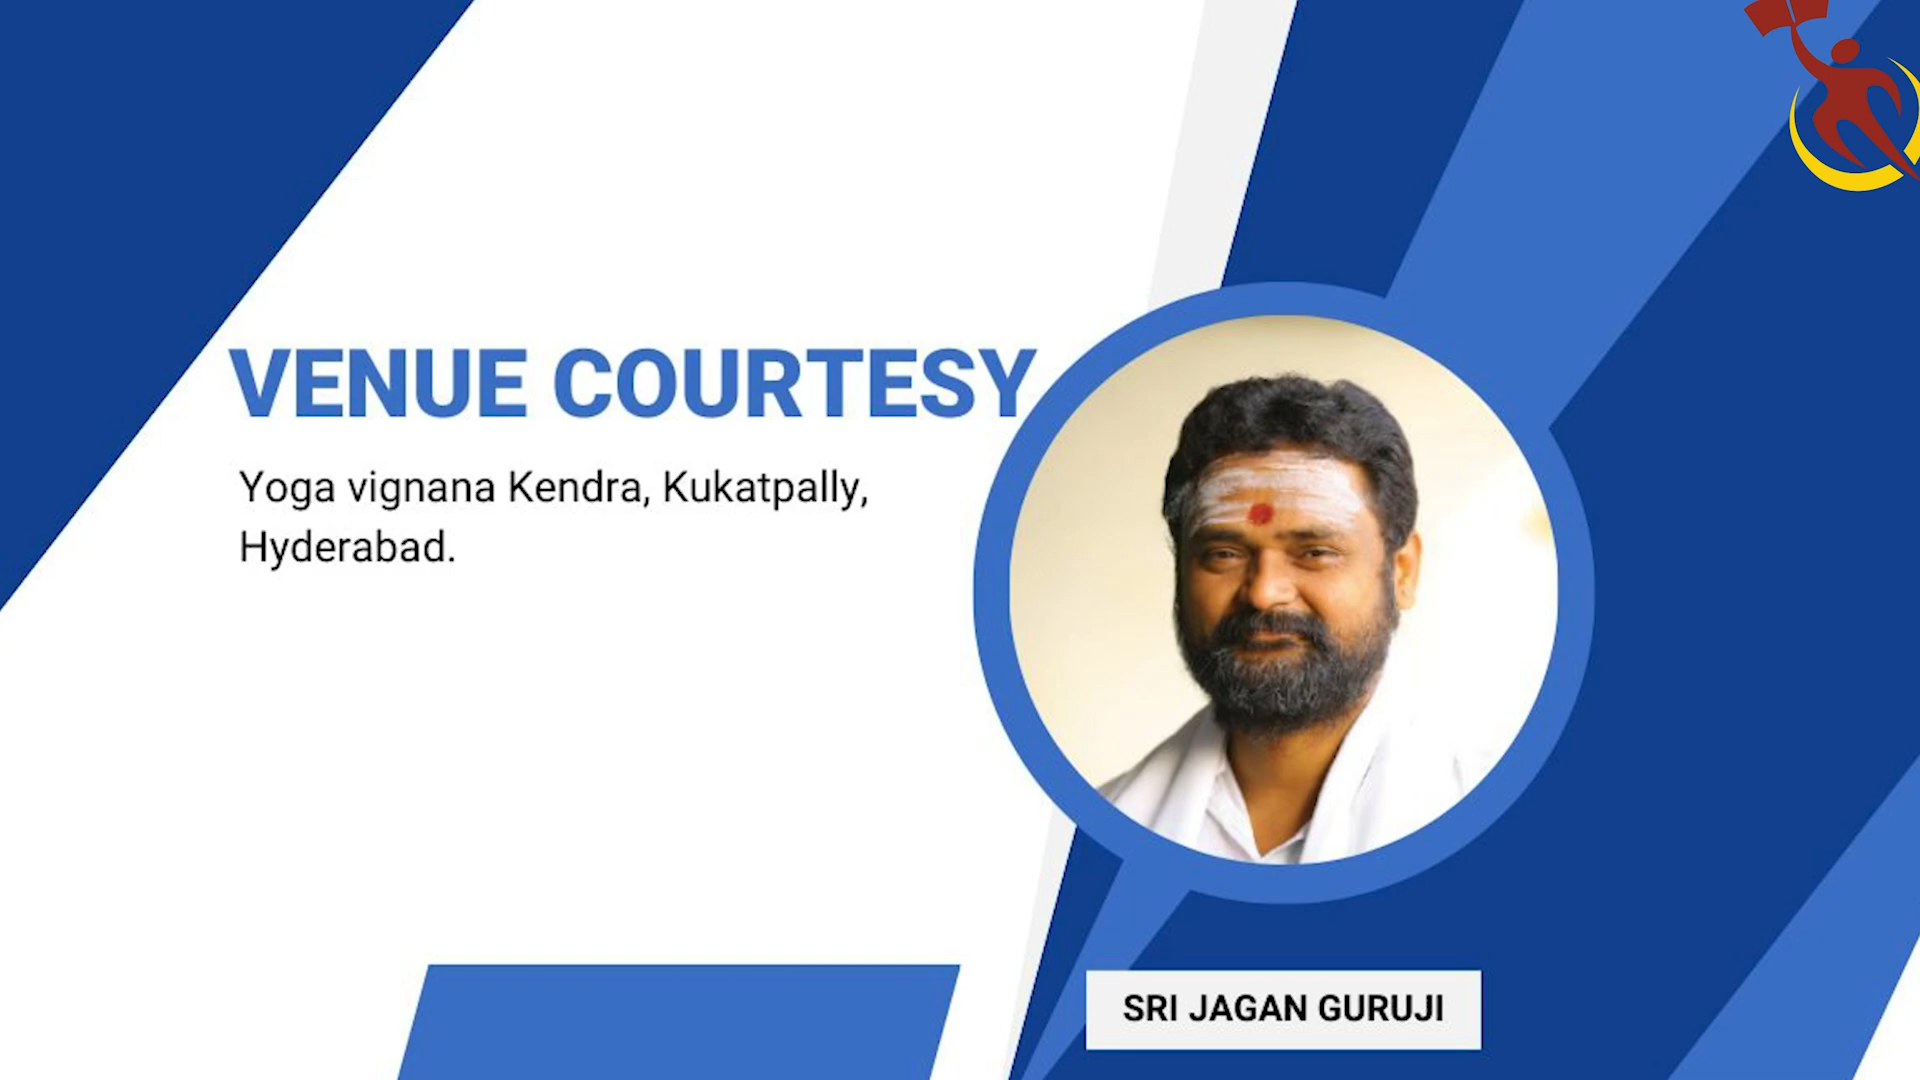 VENUE COURTESY
Yoga vignana Kendra, Kukatpally,
Hyderabad.
SRI JAGAN GURUJI